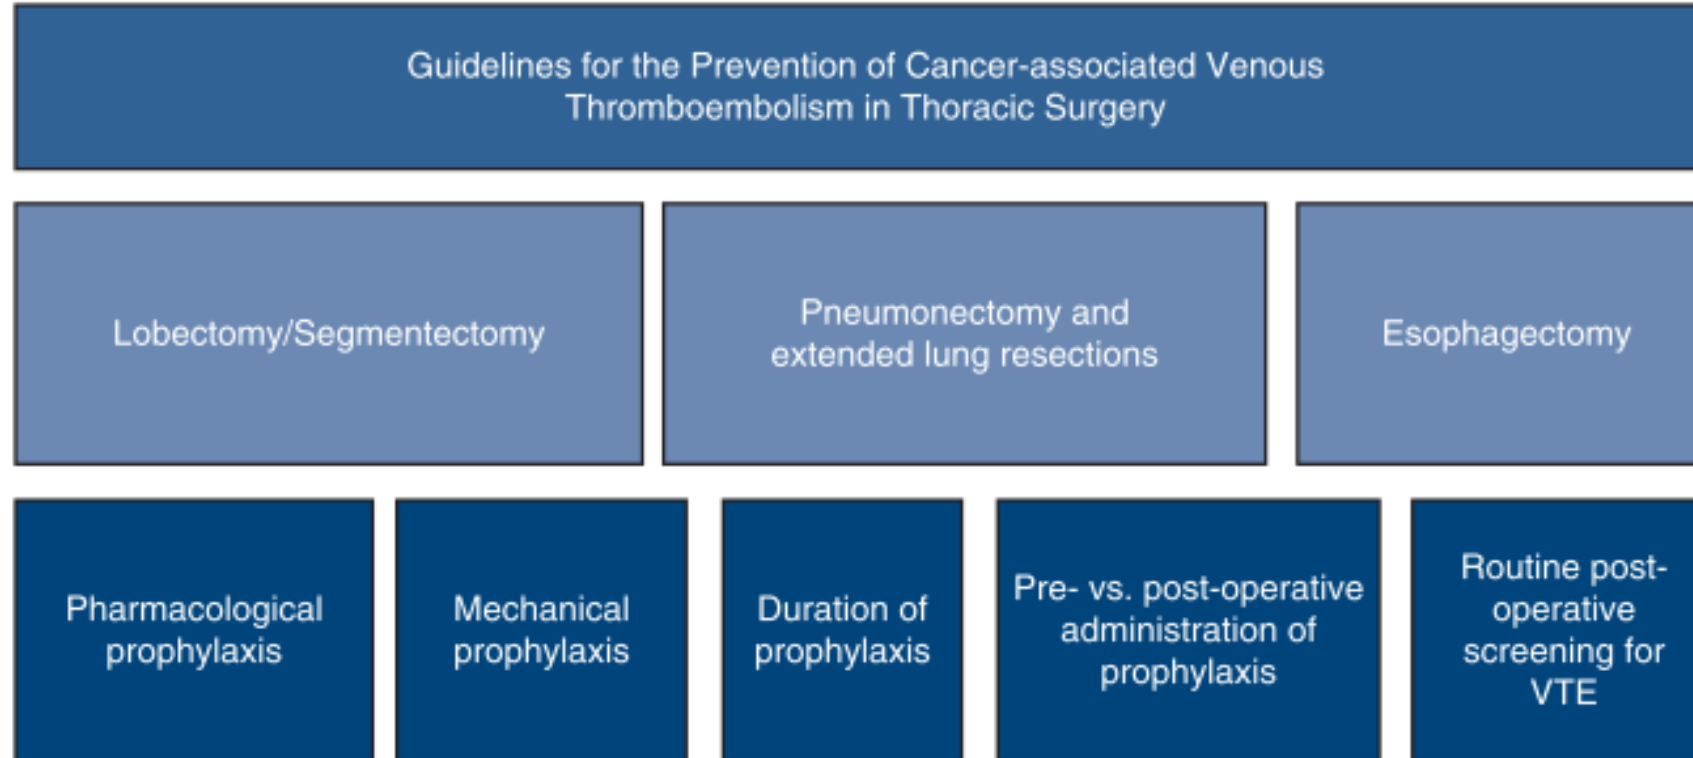 Guidelines for the Prevention of Cancer-associated Venous
Thromboembolism in Thoracic Surgery
Lobectomy/Segmentectomy
Pneumonectomy and
extended lung resections
Esophagectomy
Pharmacological
prophylaxis
Mechanical
prophylaxis
Duration of
prophylaxis
Pre- vs. post-operative
administration of
prophylaxis
Routine post-
operative
screening for
VTE